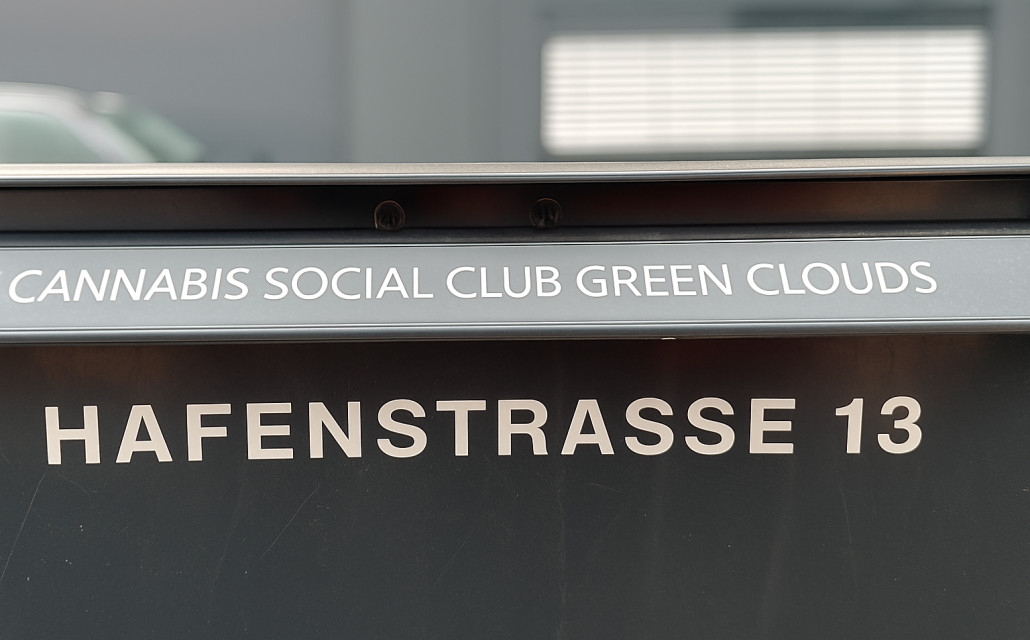 CANNABIS SOCIAL CLUB GREEN CLOUDS
HAFENSTRASSE 13